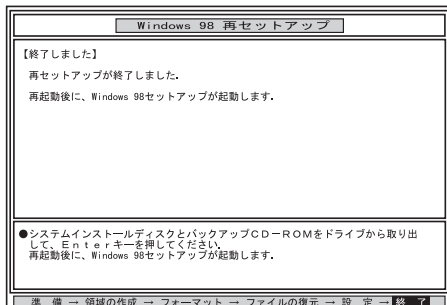 Windows 98 再セットアップ
【終了しました】
再セットアップが終了しました.
再起動後に、Windows 98セットアップが起動します.
●システムインストールディスクとバックアップCD－ROMをドライブから取り出
して、Enterキーを押してください.
再起動後に、Windows 98セットアップが起動します.
準 備 → 領域の作成 → フォーマット → ファイルの復元 → 設 定 → 終 了